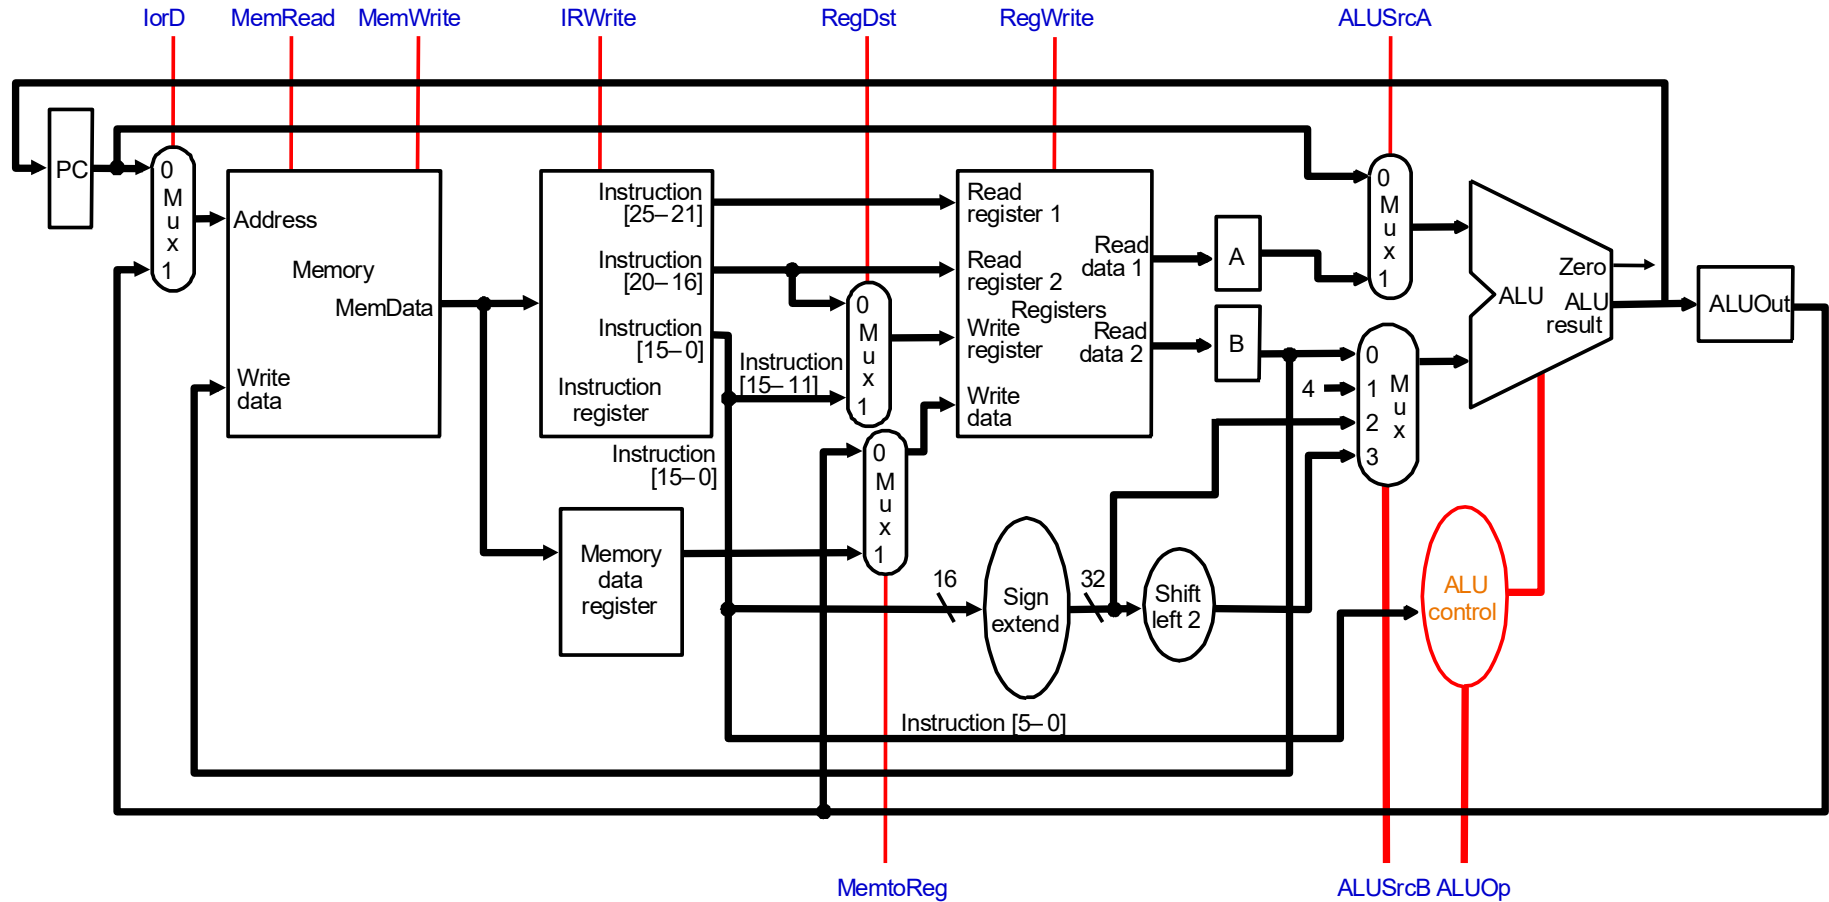 IorD
MemRead
MemWrite
IRWrite
RegDst
RegWrite
ALUSrcA
PC
0
M
u
x
1
Address
Memory
MemData
Write
data
Instruction
[25–21]
Instruction
[20–16]
Instruction
[15–0]
Instruction
register
Instruction
[15–11]
Instruction
[15–0]
0
M
u
x
1
0
M
u
x
1
Memory
data
register
Read
register 1
Read
register 2
Registers
Write
register
Write
data
Read
data 1
Read
data 2
A
B
0
M
u
x
1
4
0
1
2
3
M
u
x
Zero
ALU
ALU
result
ALUOut
16
Sign
extend
32
Shift
left 2
ALU
control
Instruction [5–0]
MemtoReg
ALUSrcB
ALUOp